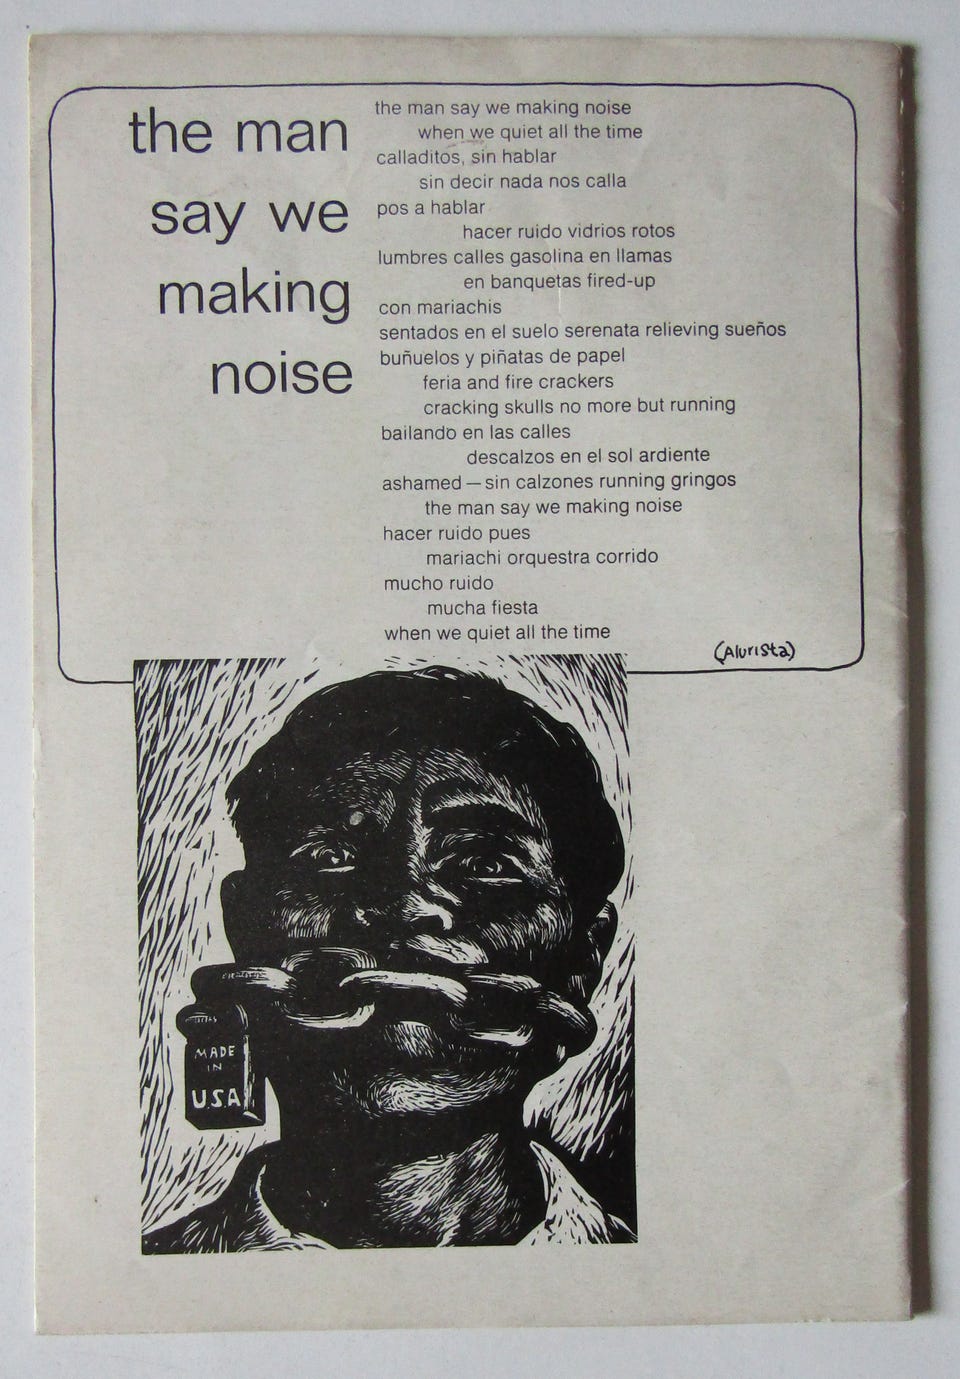 the man
say we
making
noise
the man say we making noise
when we quiet all the time
calladitos, sin hablar
sin decir nada nos calla
pos a hablar
hacer ruido vidrios rotos
lumbres calles gasolina en llamas
en banquetas fired-up
con mariachis
sentados en el suelo serenata relieving sueños
buñuelos y piñatas de papel
feria and fire crackers
cracking skulls no more but running
bailando en las calles
descalzos en el sol ardiente
ashamed — sin calzones running gringos
the man say we making noise
hacer ruido pues
mariachi orquestra corrido
mucho ruido
mucha fiesta
when we quiet all the time
(Alurista)
MADE
IN
USA